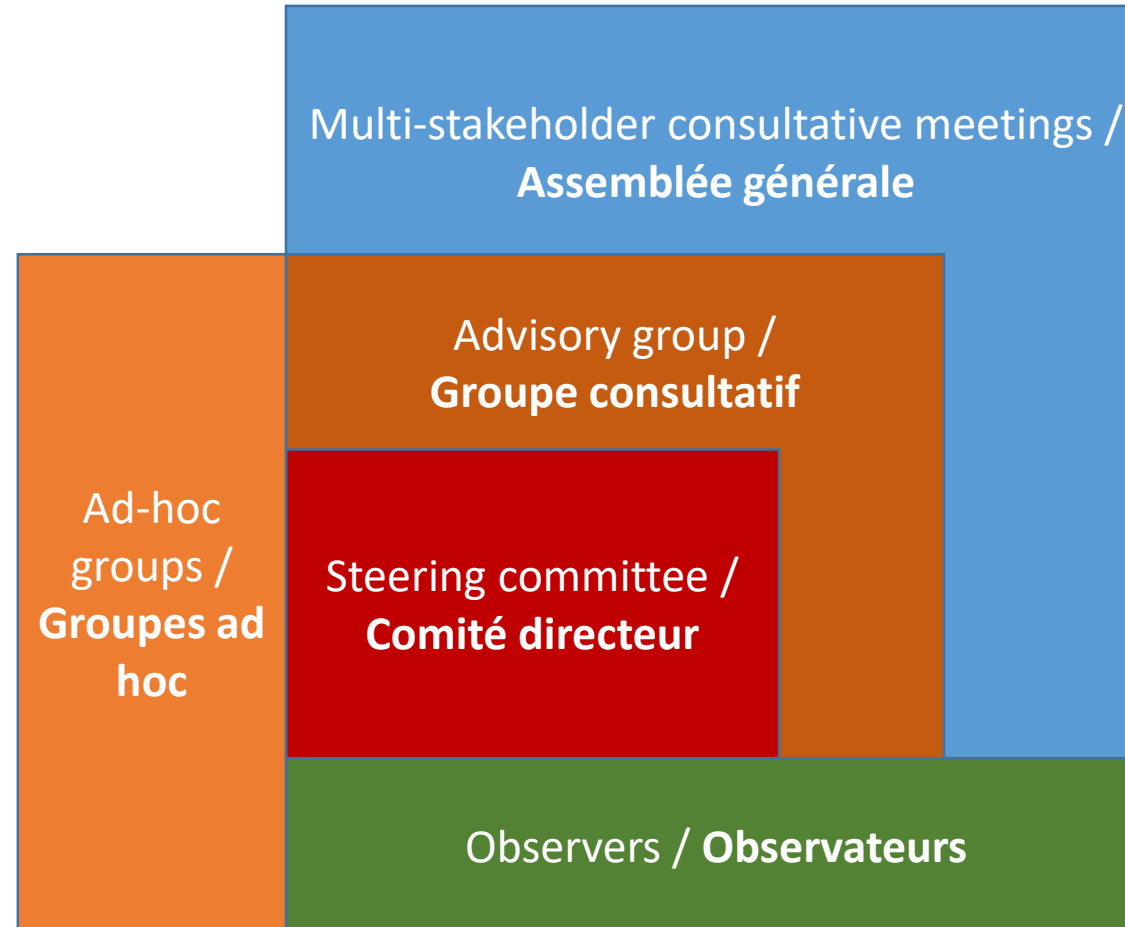 Multi-stakeholder consultative meetings /
Assemblée générale
Advisory group /
Groupe consultatif
Ad-hoc
groups /
Groupes ad
hoc
Steering committee /
Comité directeur
Observers / Observateurs